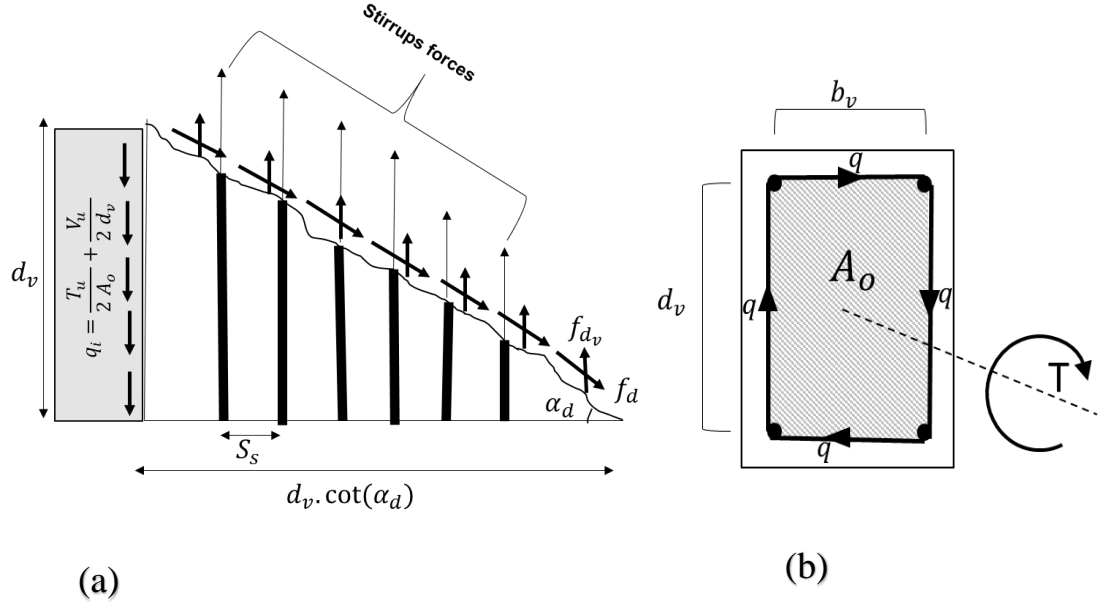 Stirrups forces
d_v
q_i = T_u / 2 A_o + V_u / 2 d_v
f_{d_v}
f_d
α_d
S_s
d_v.cot(α_d)
(a)
b_v
q
A_o
d_v
q
q
T
q
(b)